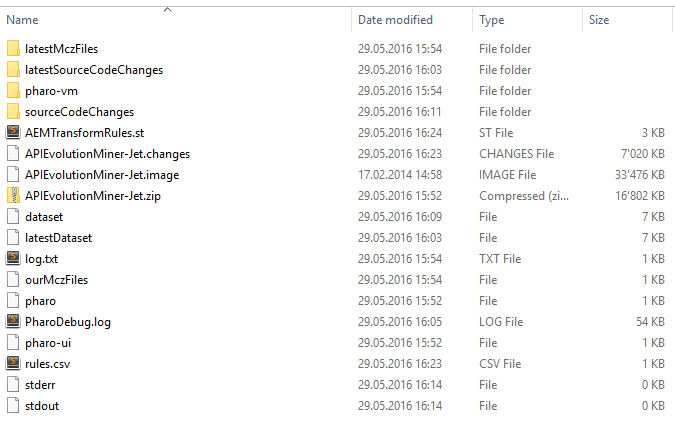 Name Date modified Type Size
latestMczFiles 29.05.2016 15:54 File folder
latestSourceCodeChanges 29.05.2016 16:03 File folder
pharo-vm 29.05.2016 15:54 File folder
sourceCodeChanges 29.05.2016 16:11 File folder
AEMTransformRules.st 29.05.2016 16:24 ST File 3 KB
APIEvolutionMiner-Jet.changes 29.05.2016 16:23 CHANGES File 7'020 KB
APIEvolutionMiner-Jet.image 17.02.2014 14:58 IMAGE File 33'476 KB
APIEvolutionMiner-Jet.zip 29.05.2016 15:52 Compressed (zi... 16'802 KB
dataset 29.05.2016 16:09 File 7 KB
latestDataset 29.05.2016 16:03 File 7 KB
log.txt 29.05.2016 15:54 TXT File 1 KB
ourMczFiles 29.05.2016 15:54 File 1 KB
pharo 29.05.2016 15:52 File 1 KB
PharoDebug.log 29.05.2016 16:05 LOG File 54 KB
pharo-ui 29.05.2016 15:52 File 1 KB
rules.csv 29.05.2016 16:23 CSV File 1 KB
stderr 29.05.2016 16:14 File 0 KB
stdout 29.05.2016 16:14 File 0 KB